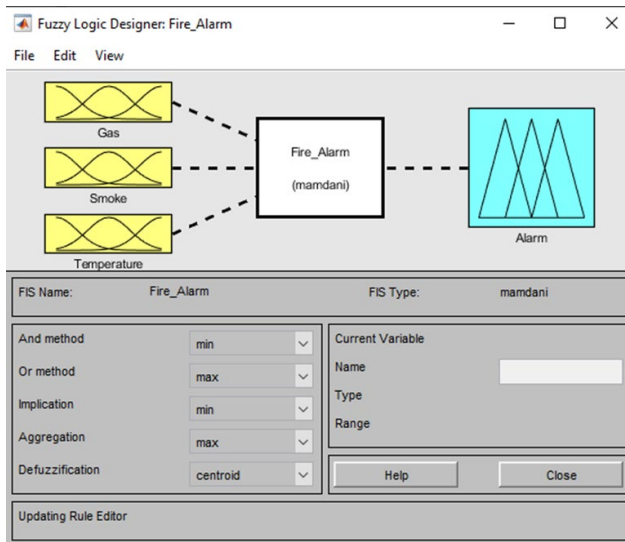 Fuzzy Logic Designer: Fire_Alarm
File Edit View
Gas
Smoke
Temperature
Fire_Alarm
(mamdani)
Alarm
FIS Name: Fire_Alarm FIS Type: mamdani
And method min
Or method max
Implication min
Aggregation max
Defuzzification centroid
Current Variable
Name
Type
Range
Help Close
Updating Rule Editor